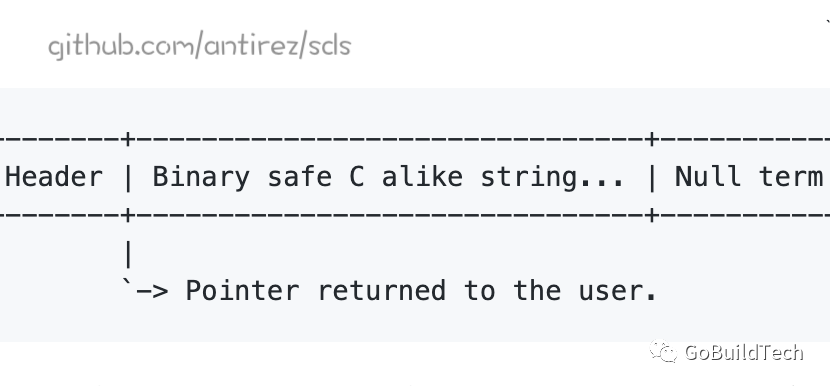 github.com/antirez/sds
--------+-------------------------------+-----------
Header | Binary safe C alike string... | Null term
--------+-------------------------------+-----------
|
`-> Pointer returned to the user.
GoBuildTech